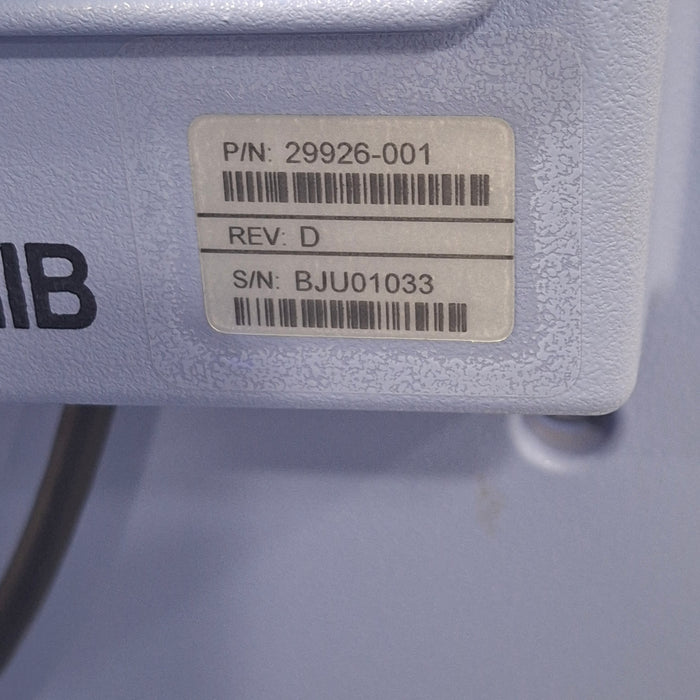 P/N: 29926-001
REV: D
IB
S/N: BJU01033